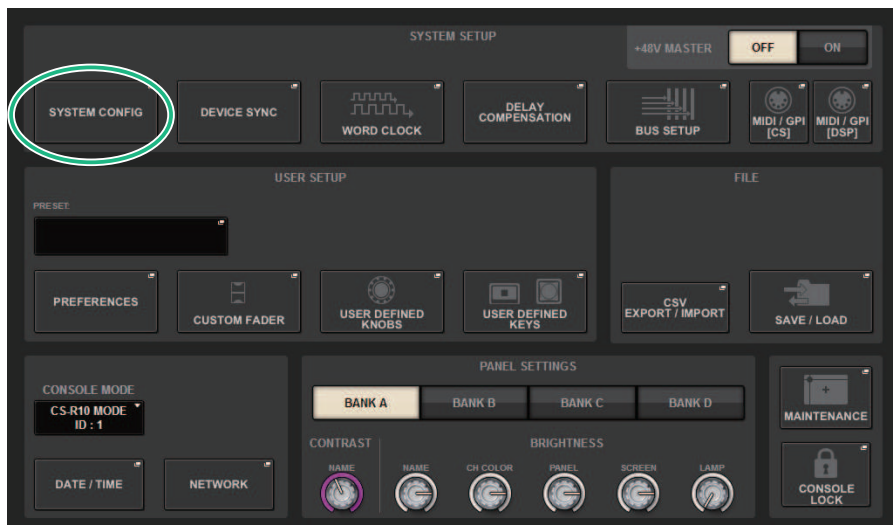 SYSTEM SETUP
+48V MASTER
OFF
ON
SYSTEM CONFIG
DEVICE SYNC
WORD CLOCK
DELAY
COMPENSATION
BUS SETUP
MIDI / GPI
[CS]
MIDI / GPI
[DSP]
USER SETUP
PRESET
PREFERENCES
CUSTOM FADER
USER DEFINED
KNOBS
USER DEFINED
KEYS
FILE
CSV
EXPORT / IMPORT
SAVE / LOAD
CONSOLE MODE
CS-R10 MODE
ID : 1
DATE / TIME
NETWORK
PANEL SETTINGS
BANK A
BANK B
BANK C
BANK D
CONTRAST
BRIGHTNESS
NAME
NAME
CH COLOR
PANEL
SCREEN
LAMP
MAINTENANCE
CONSOLE
LOCK